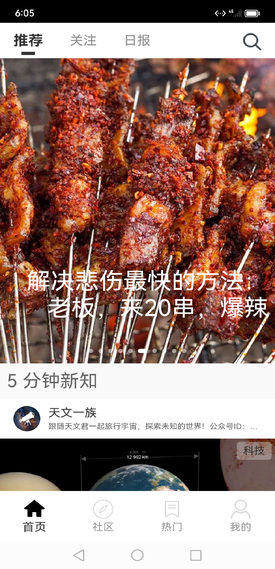 6:05
推荐 关注 日报
解决悲伤最快的方法：
老板，来20串，爆辣
5 分钟新知
天文一族
跟随天文君一起旅行宇宙，探索未知的世界！公众号ID：...
科技
12 992 km
首页 社区 热门 我的